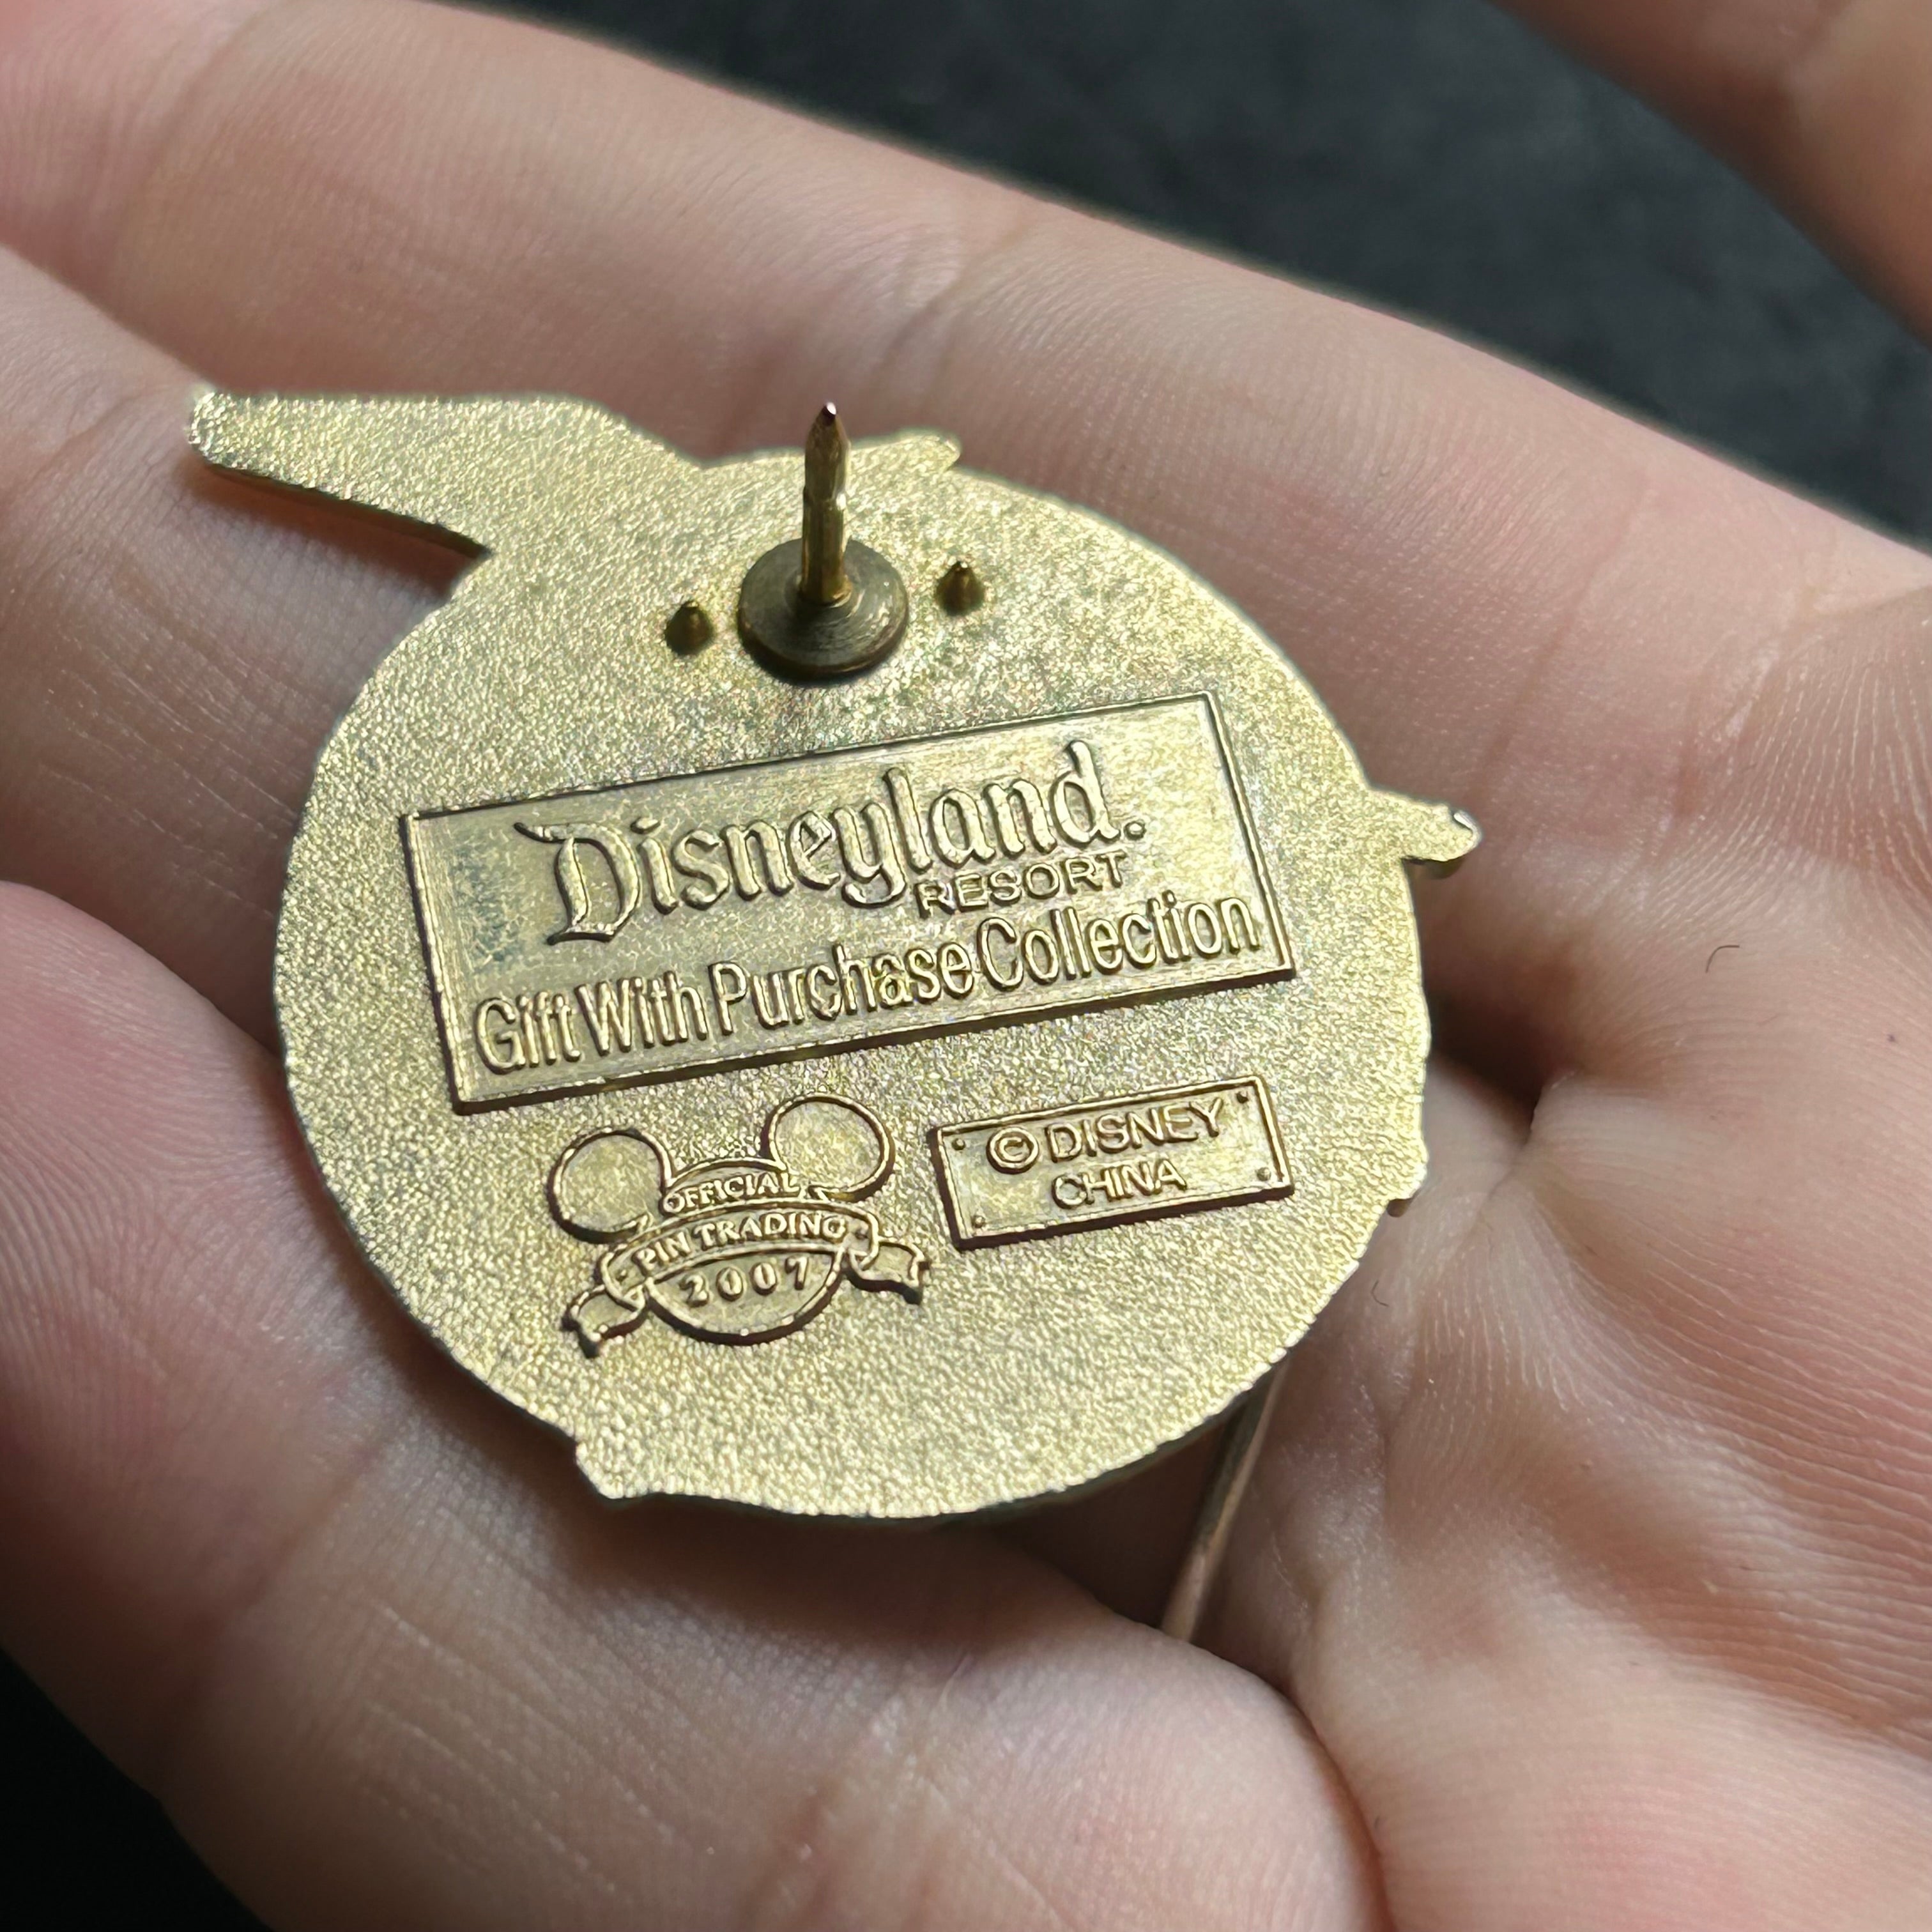 Disneyland.
RESORT
Gift With Purchase Collection
OFFICIAL
PIN TRADING
2007
© DISNEY
CHINA